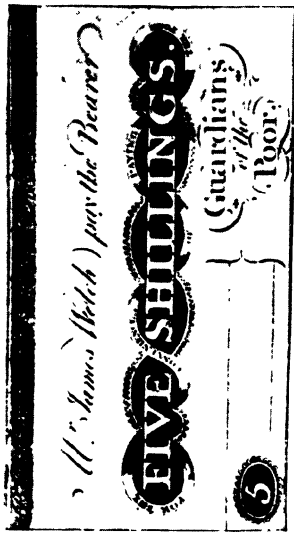 Mr. James Welch) pay the Bearer
FIVE SHILLINGS.
Guardians
of the
Poor
5